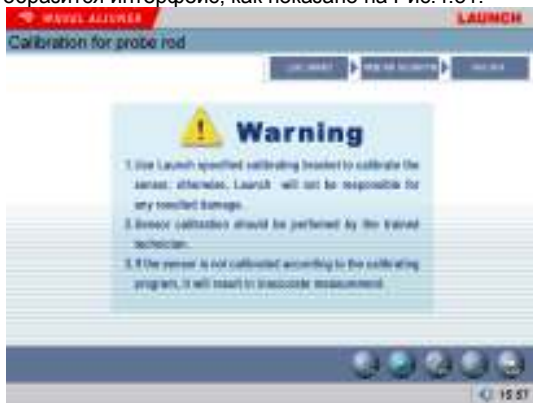 образится интерфейс, как показано на Рис.4.
WHEEL ALIGNER
LAUNCH
Calibration for probe rod
Warning
1.Use Launch specified calibrating bracket to calibrate the
sensor, otherwise, Launch will not be responsible for
any resulted damage.
2.Sensor calibration should be performed by the trained
technician.
3.If the sensor is not calibrated according to the calibrating
program, it will result in inaccurate measurement.
15:57